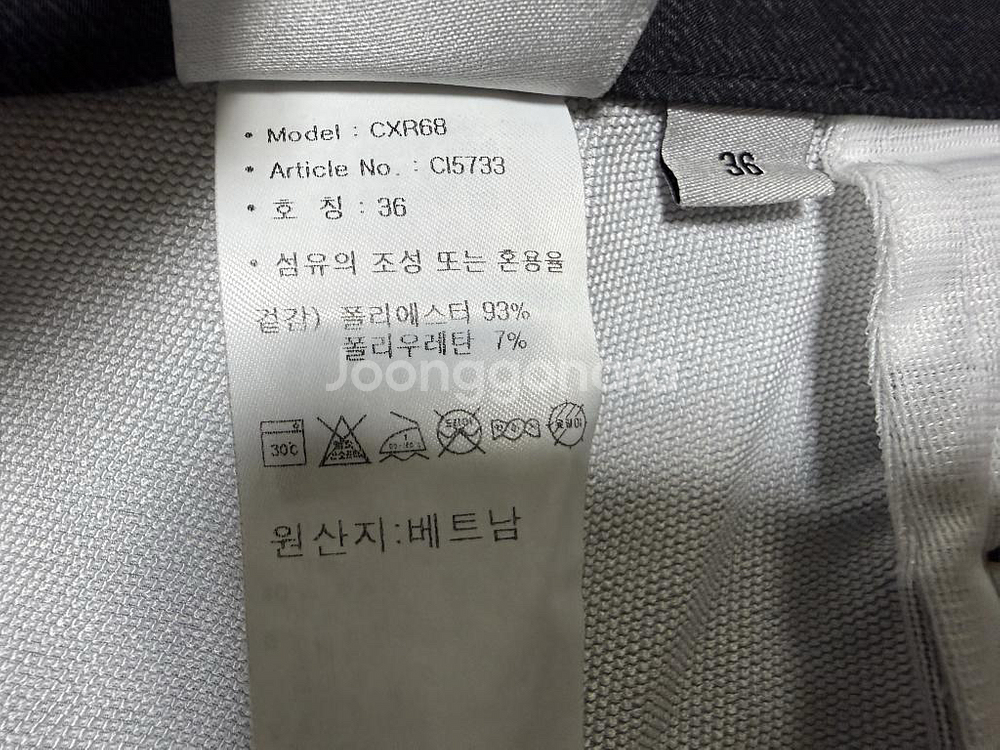 • Model : CXR68
• Article No. : CI5733
• 호 칭 : 36
• 섬유의 조성 또는 혼용율
겉감) 폴리에스터 93%
폴리우레탄 7%
30℃
원산지:베트남
36
Joonggonara